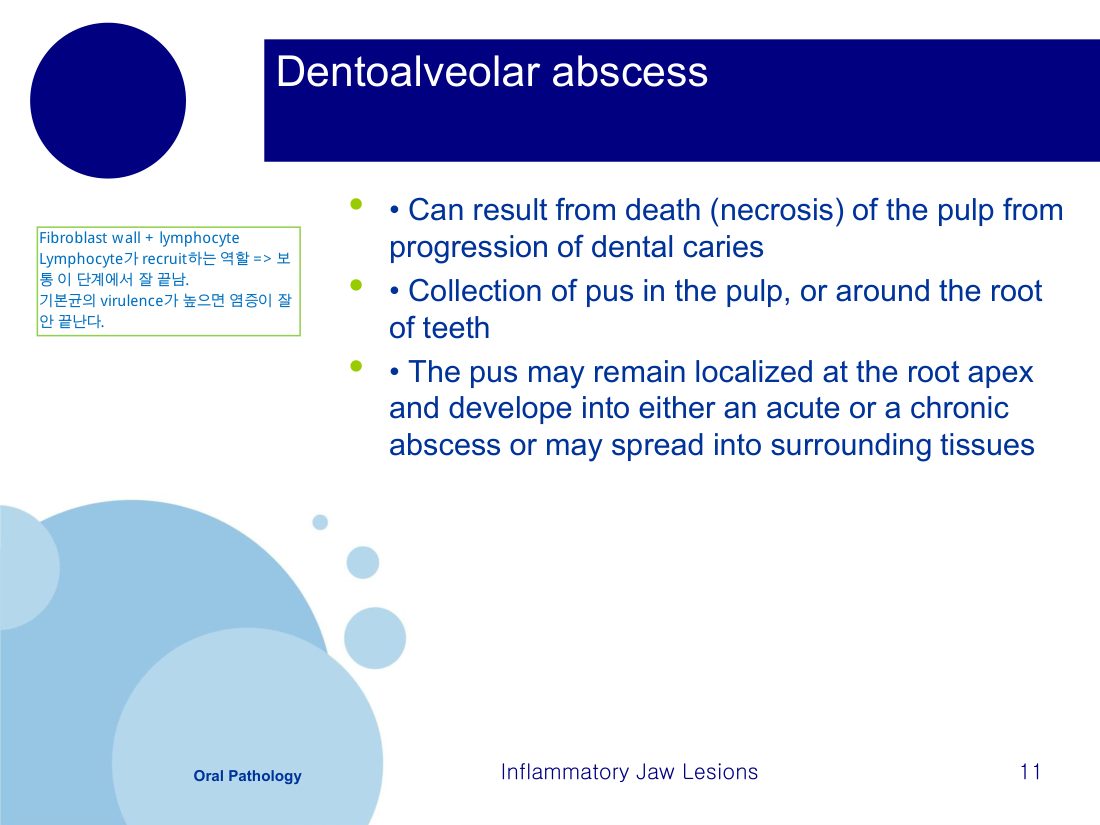 Dentoalveolar abscess
Fibroblast wall + lymphocyte
Lymphocyte가 recruit하는 역할 => 보
통 이 단계에서 잘 끝남.
기본균의 virulence가 높으면 염증이 잘
안 끝난다.
• • Can result from death (necrosis) of the pulp from
progression of dental caries
• • Collection of pus in the pulp, or around the root
of teeth
• • The pus may remain localized at the root apex
and develope into either an acute or a chronic
abscess or may spread into surrounding tissues
Oral Pathology
Inflammatory Jaw Lesions
11